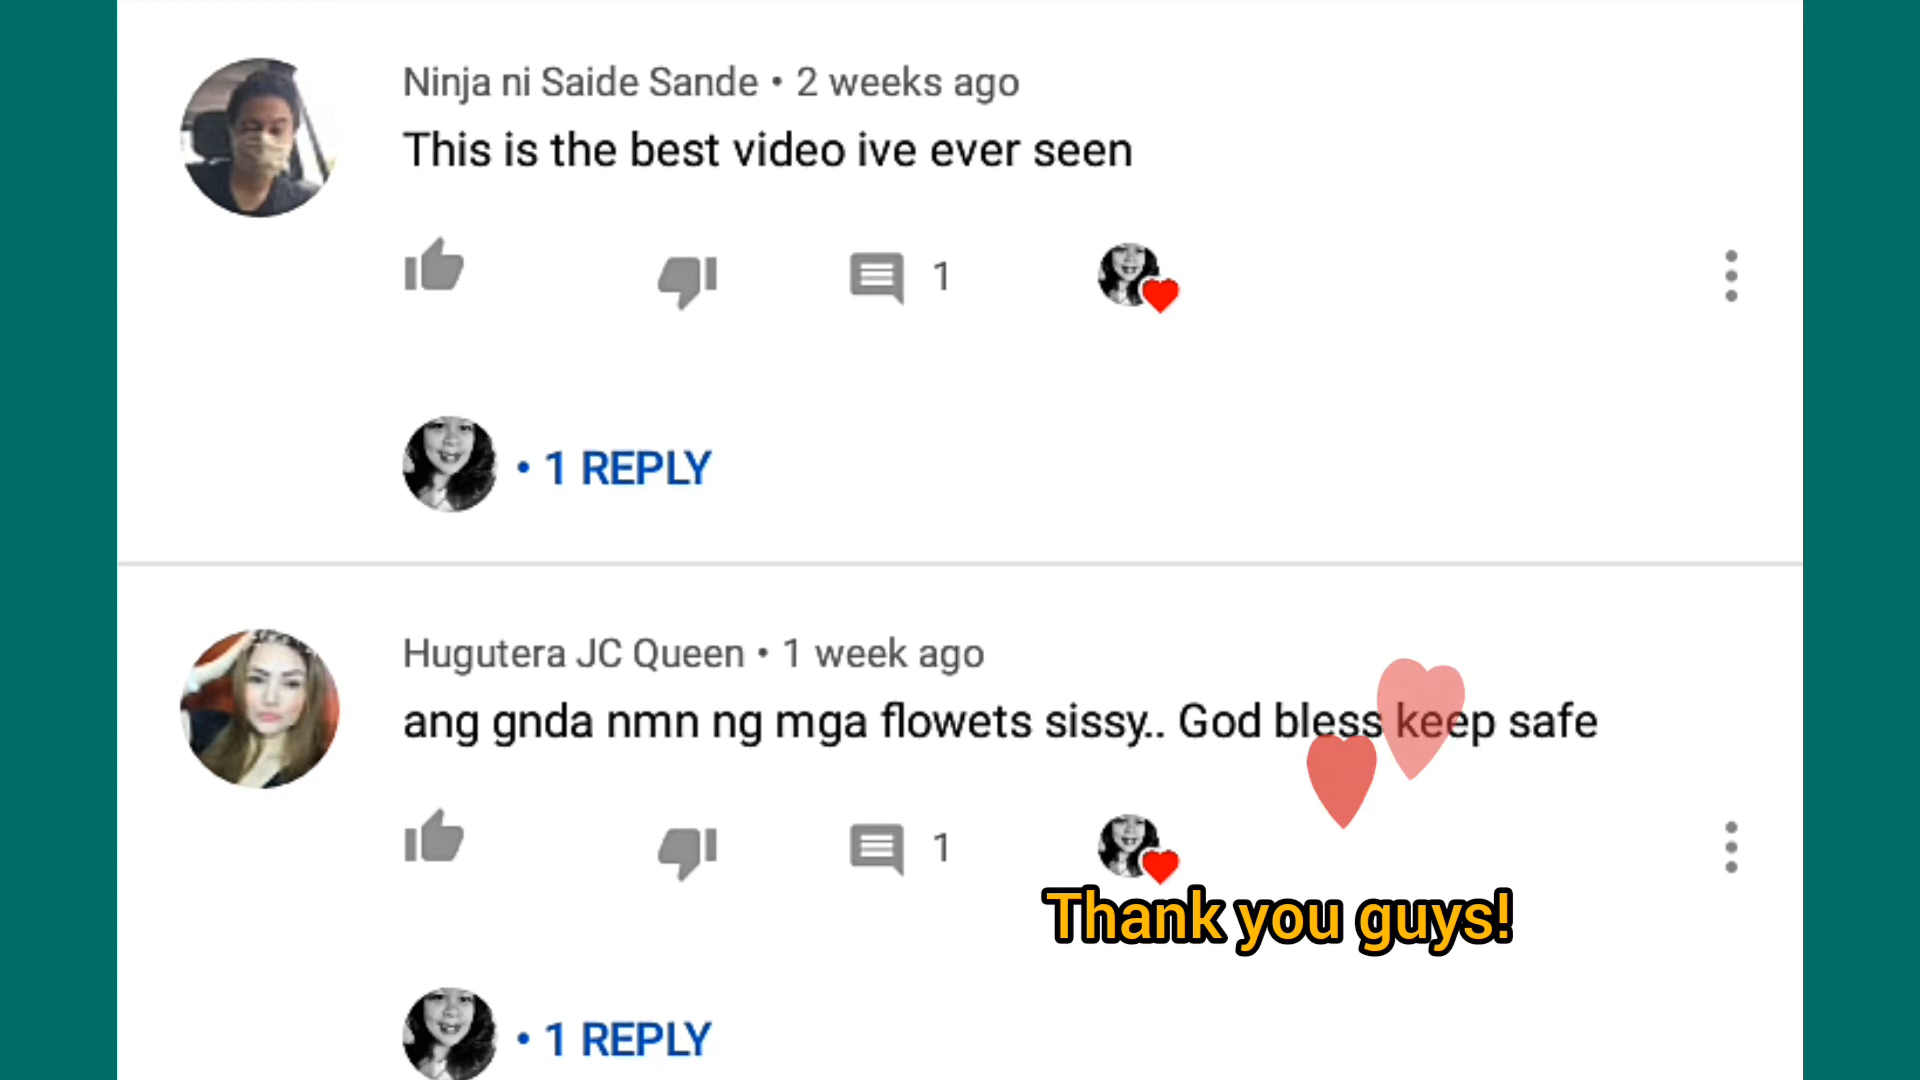 Ninja ni Saide Sande • 2 weeks ago
This is the best video ive ever seen
1
• 1 REPLY
Hugutera JC Queen • 1 week ago
ang gnda nmn ng mga flowets sissy.. God bless keep safe
1
Thank you guys!
• 1 REPLY